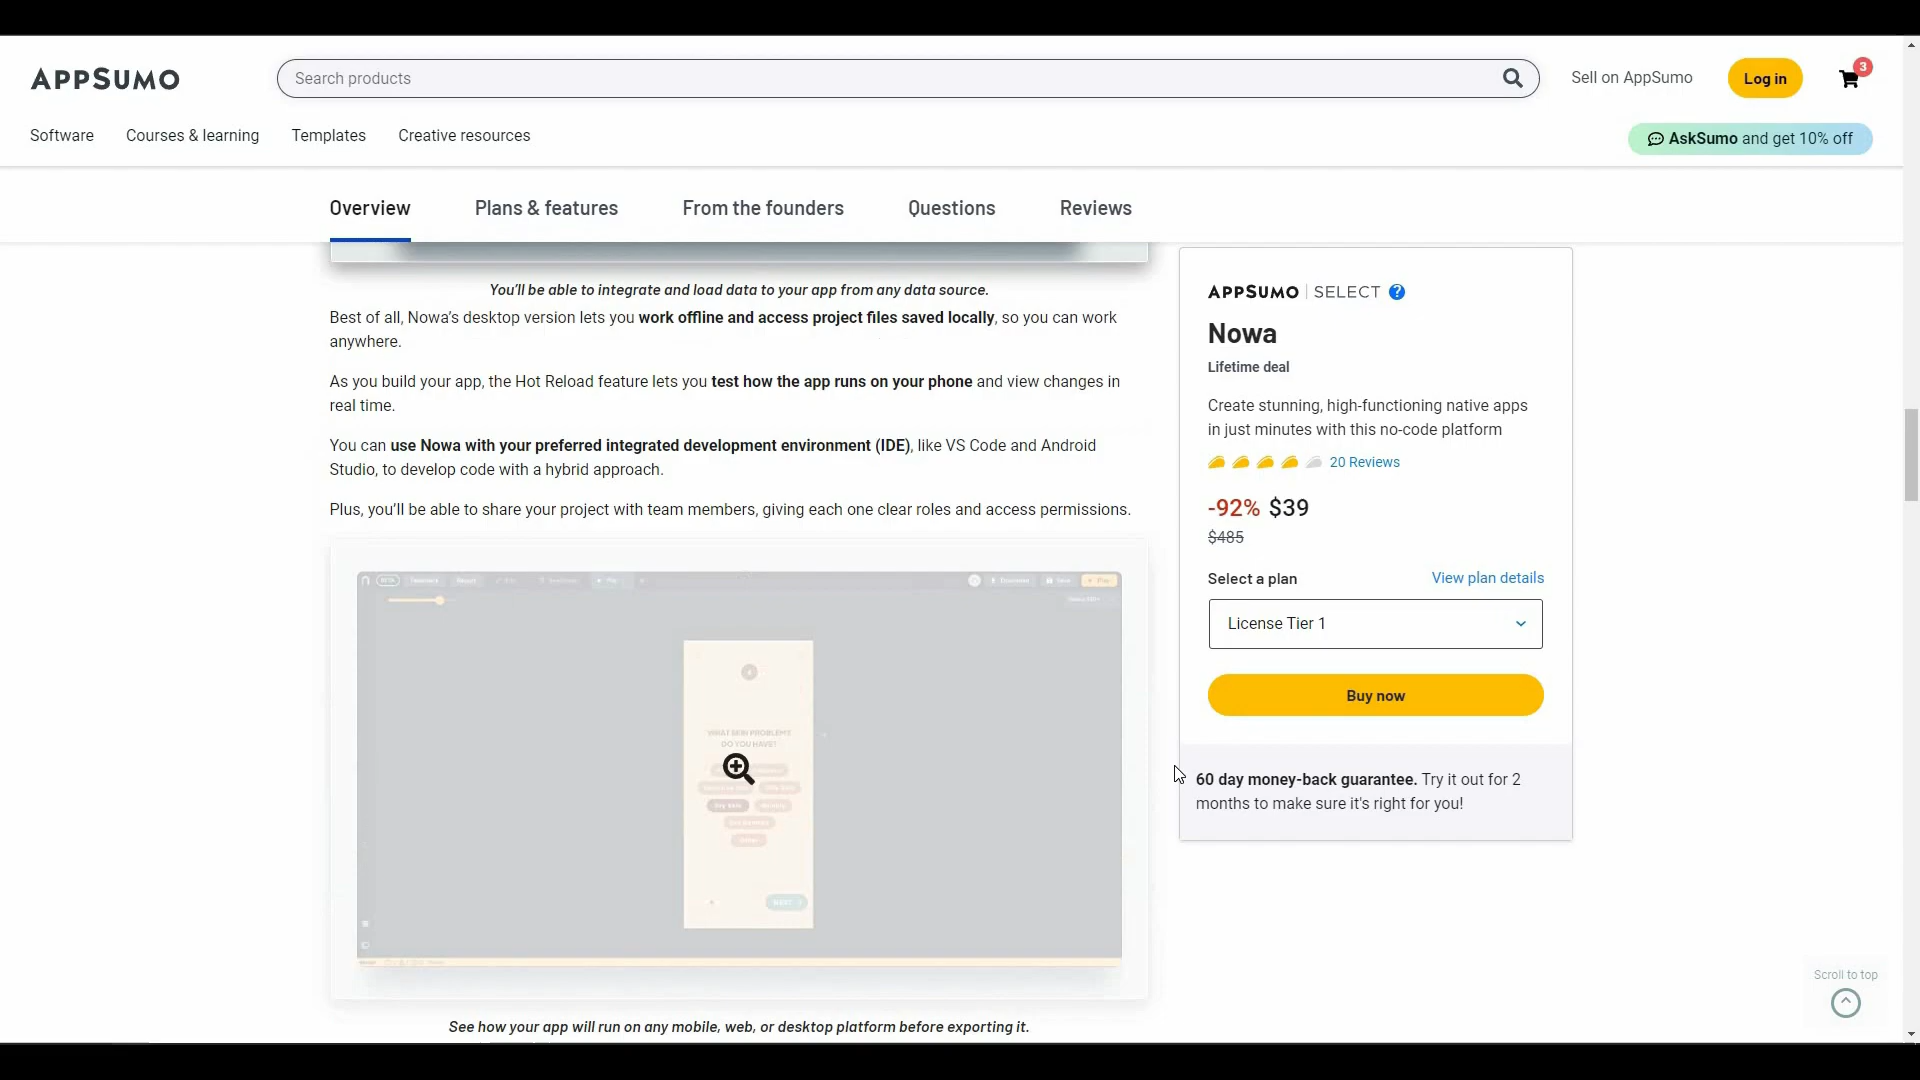 APPSUMO
Search products
Sell on AppSumo
Log in
3
Software
Courses & learning
Templates
Creative resources
AskSumo and get 10% off
Overview
Plans & features
From the founders
Questions
Reviews
You'll be able to integrate and load data to your app from any data source.
Best of all, Nowa's desktop version lets you work offline and access project files saved locally, so you can work
anywhere.
As you build your app, the Hot Reload feature lets you test how the app runs on your phone and view changes in
real time.
You can use Nowa with your preferred integrated development environment (IDE), like VS Code and Android
Studio, to develop code with a hybrid approach.
Plus, you'll be able to share your project with team members, giving each one clear roles and access permissions.
BETA
WHAT SKIN PROBLEMS
DO YOU HAVE?
NEXT
See how your app will run on any mobile, web, or desktop platform before exporting it.
APPSUMO | SELECT ?
Nowa
Lifetime deal
Create stunning, high-functioning native apps
in just minutes with this no-code platform
20 Reviews
-92% $39
$485
Select a plan
View plan details
License Tier 1
Buy now
60 day money-back guarantee. Try it out for 2
months to make sure it's right for you!
Scroll to top